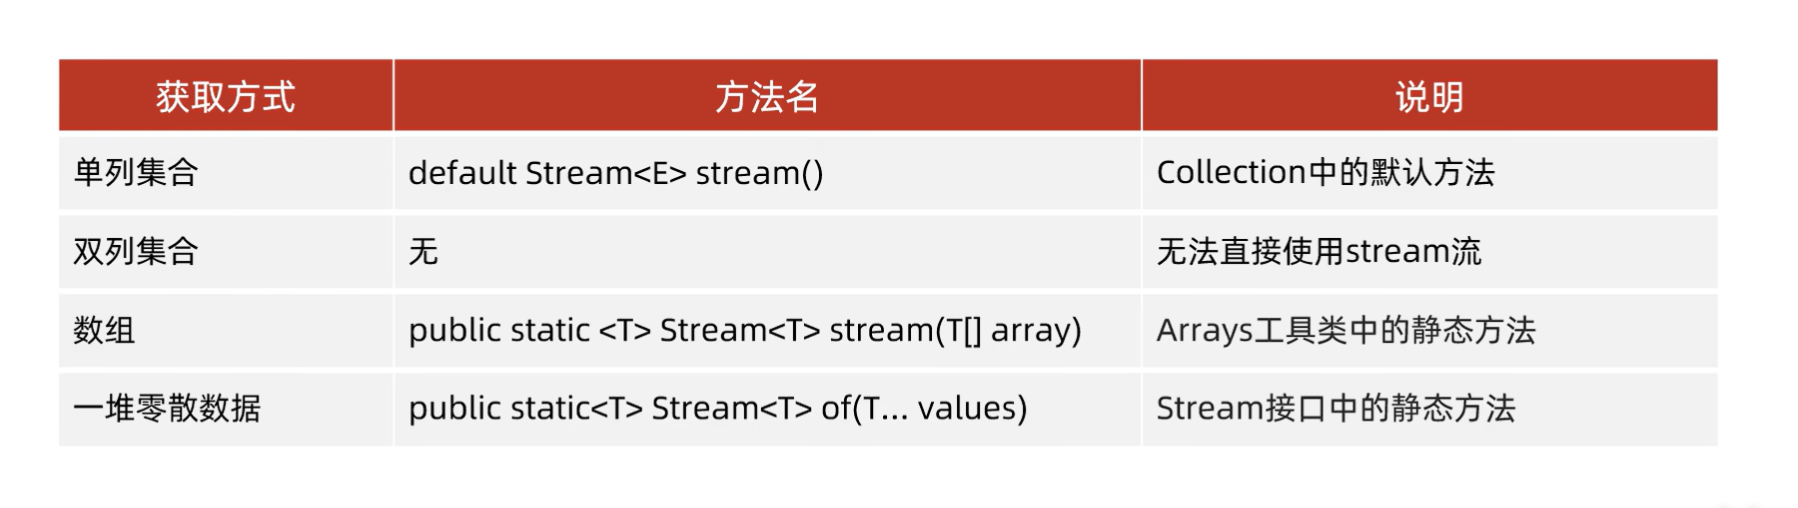 获取方式 方法名 说明
单列集合 default Stream<E> stream() Collection中的默认方法
双列集合 无 无法直接使用stream流
数组 public static <T> Stream<T> stream(T[] array) Arrays工具类中的静态方法
一堆零散数据 public static<T> Stream<T> of(T... values) Stream接口中的静态方法